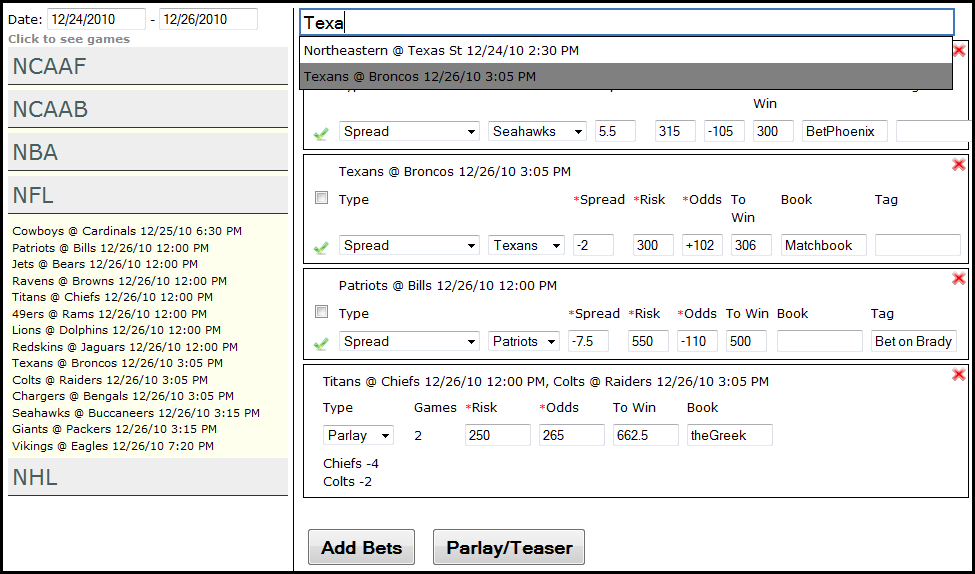 Date: 12/24/2010 - 12/26/2010
Click to see games
NCAAF
NCAAB
NBA
NFL
Cowboys @ Cardinals 12/25/10 6:30 PM
Patriots @ Bills 12/26/10 12:00 PM
Jets @ Bears 12/26/10 12:00 PM
Ravens @ Browns 12/26/10 12:00 PM
Titans @ Chiefs 12/26/10 12:00 PM
49ers @ Rams 12/26/10 12:00 PM
Lions @ Dolphins 12/26/10 12:00 PM
Redskins @ Jaguars 12/26/10 12:00 PM
Texans @ Broncos 12/26/10 3:05 PM
Colts @ Raiders 12/26/10 3:05 PM
Chargers @ Bengals 12/26/10 3:05 PM
Seahawks @ Buccaneers 12/26/10 3:15 PM
Giants @ Packers 12/26/10 3:15 PM
Vikings @ Eagles 12/26/10 7:20 PM
NHL
Texa
Northeastern @ Texas St 12/24/10 2:30 PM
Texans @ Broncos 12/26/10 3:05 PM
Win
Spread Seahawks 5.5 315 -105 300 BetPhoenix
Texans @ Broncos 12/26/10 3:05 PM
Type *Spread *Risk *Odds To Book Tag
Win
Spread Texans -2 300 +102 306 Matchbook
Patriots @ Bills 12/26/10 12:00 PM
Type *Spread *Risk *Odds To Win Book Tag
Spread Patriots -7.5 550 -110 500 Bet on Brady
Titans @ Chiefs 12/26/10 12:00 PM, Colts @ Raiders 12/26/10 3:05 PM
Type Games *Risk *Odds To Win Book
Parlay 2 250 265 662.5 theGreek
Chiefs -4
Colts -2
Add Bets Parlay/Teaser